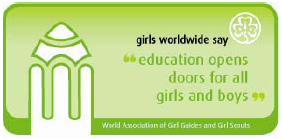 girls worldwide say
“education opens
doors for all
girls and boys”
World Association of Girl Guides and Girl Scouts